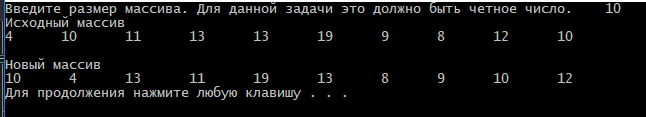 Введите размер массива. Для данной задачи это должно быть четное число. 10
Исходный массив
4 10 11 13 13 19 9 8 12 10
Новый массив
10 4 13 11 19 13 8 9 10 12
Для продолжения нажмите любую клавишу . . .